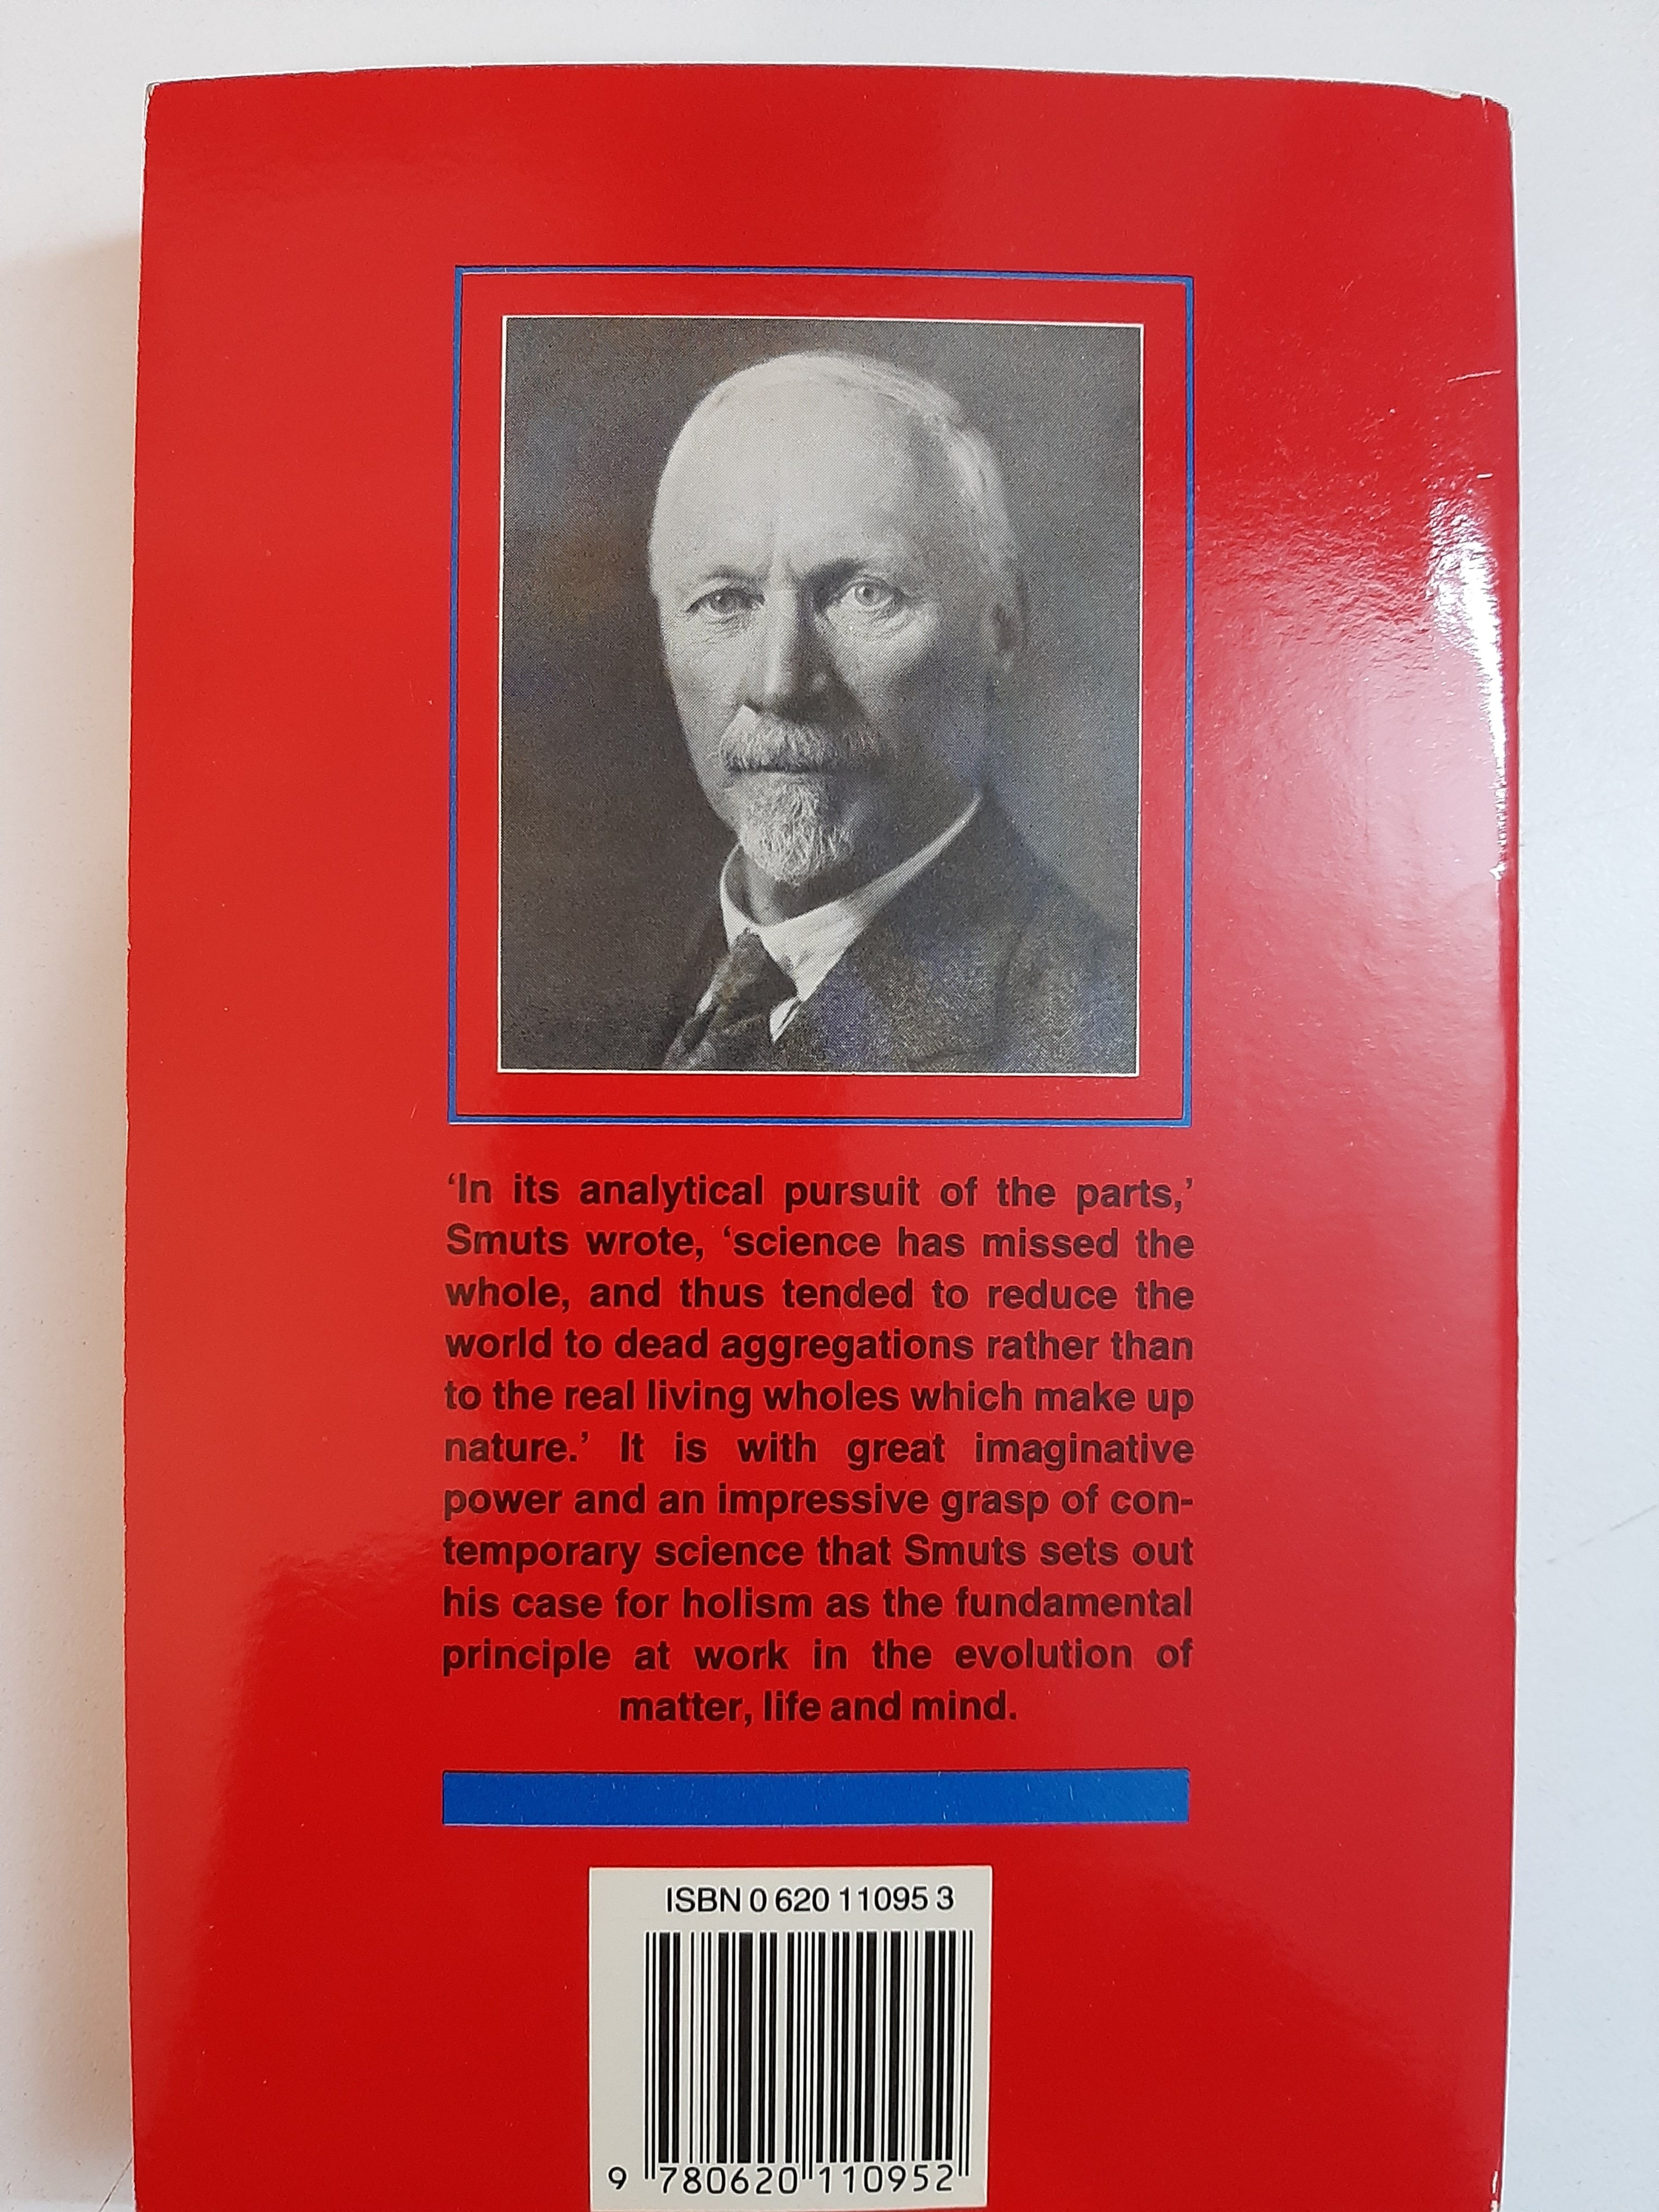 ‘In its analytical pursuit of the parts,’
Smuts wrote, ‘science has missed the
whole, and thus tended to reduce the
world to dead aggregations rather than
to the real living wholes which make up
nature.’ It is with great imaginative
power and an impressive grasp of con-
temporary science that Smuts sets out
his case for holism as the fundamental
principle at work in the evolution of
matter, life and mind.
ISBN 0 620 11095 3
9 780620 110952